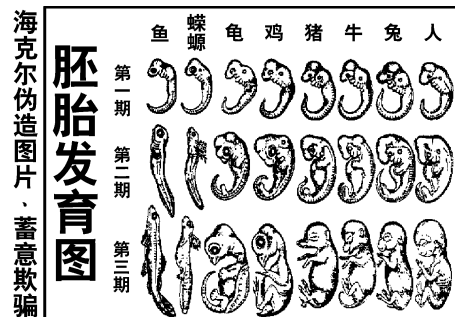 海克尔伪造图片、蓄意欺骗
胚胎发育图
鱼 蝾螈 龟 鸡 猪 牛 兔 人
第一期
第二期
第三期